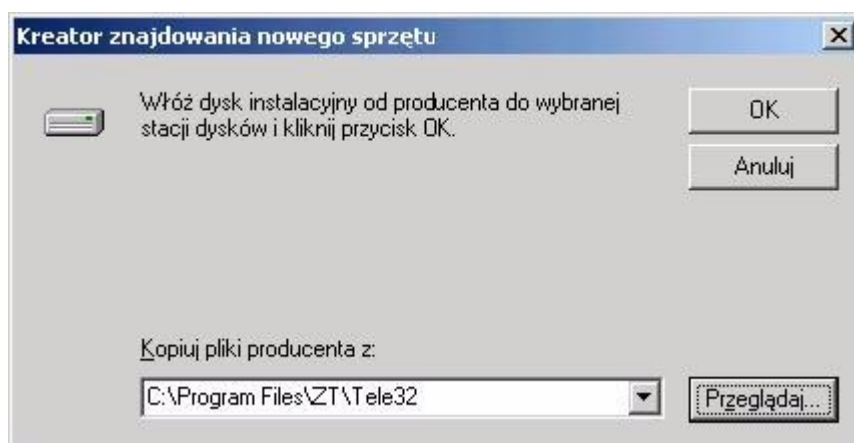 Kreator znajdowania nowego sprzętu
Włóż dysk instalacyjny od producenta do wybranej
stacji dysków i kliknij przycisk OK.
OK
Anuluj
Kopiuj pliki producenta z:
C:\Program Files\ZT\Tele32
Przeglądaj...